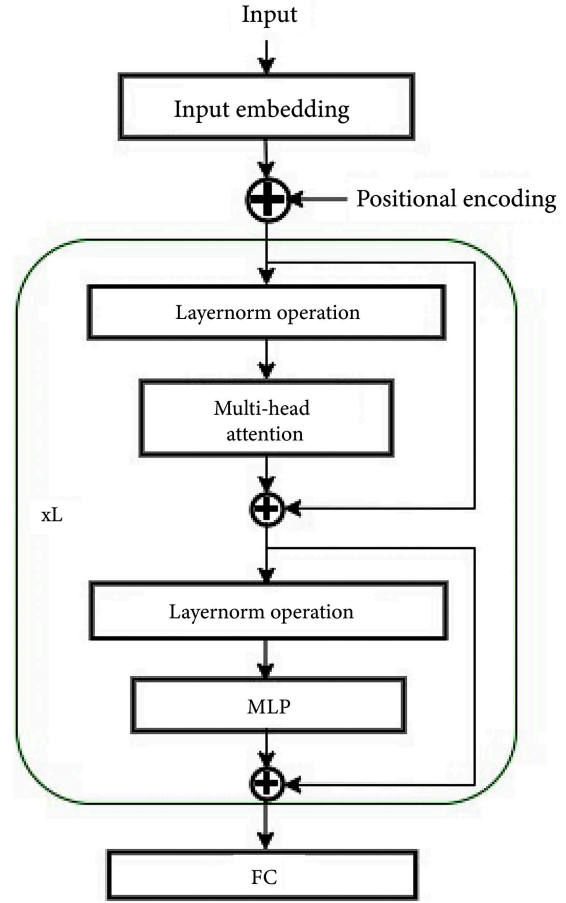 Input
Input embedding
Positional encoding
Layernorm operation
Multi-head
attention
xL
Layernorm operation
MLP
FC